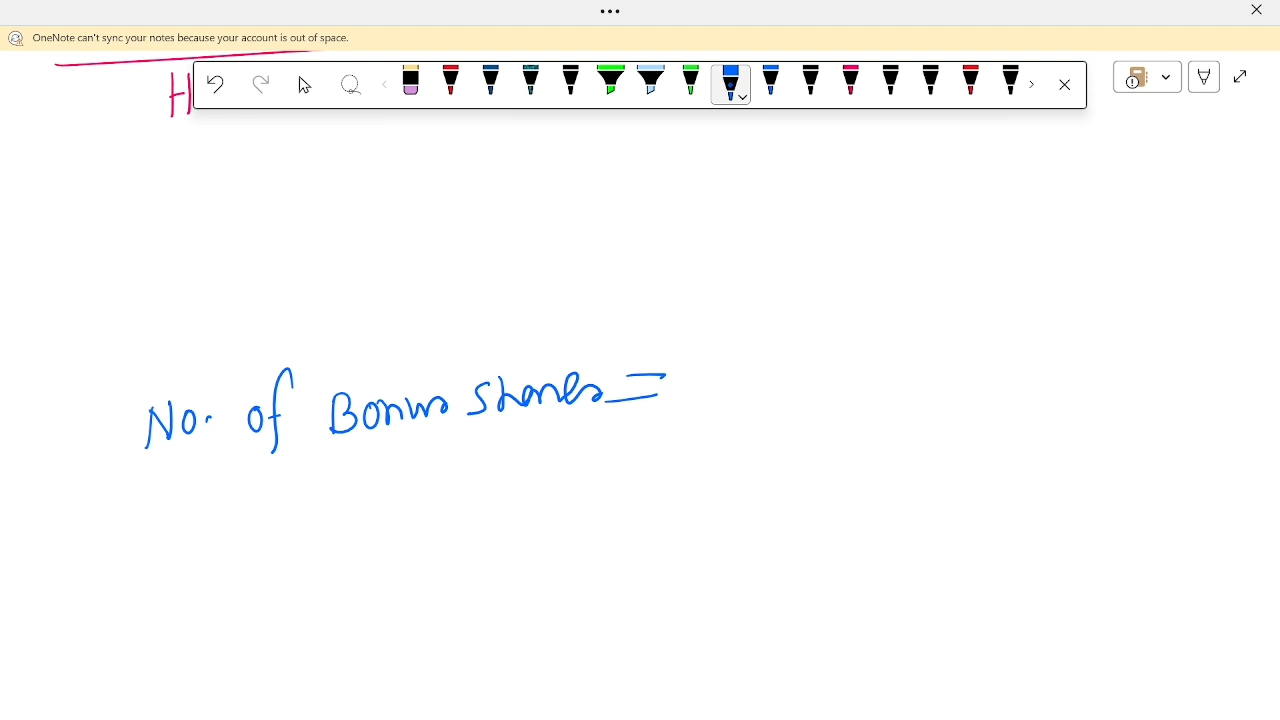 OneNote can't sync your notes because your account is out of space.
H
No. of Bonus shares =